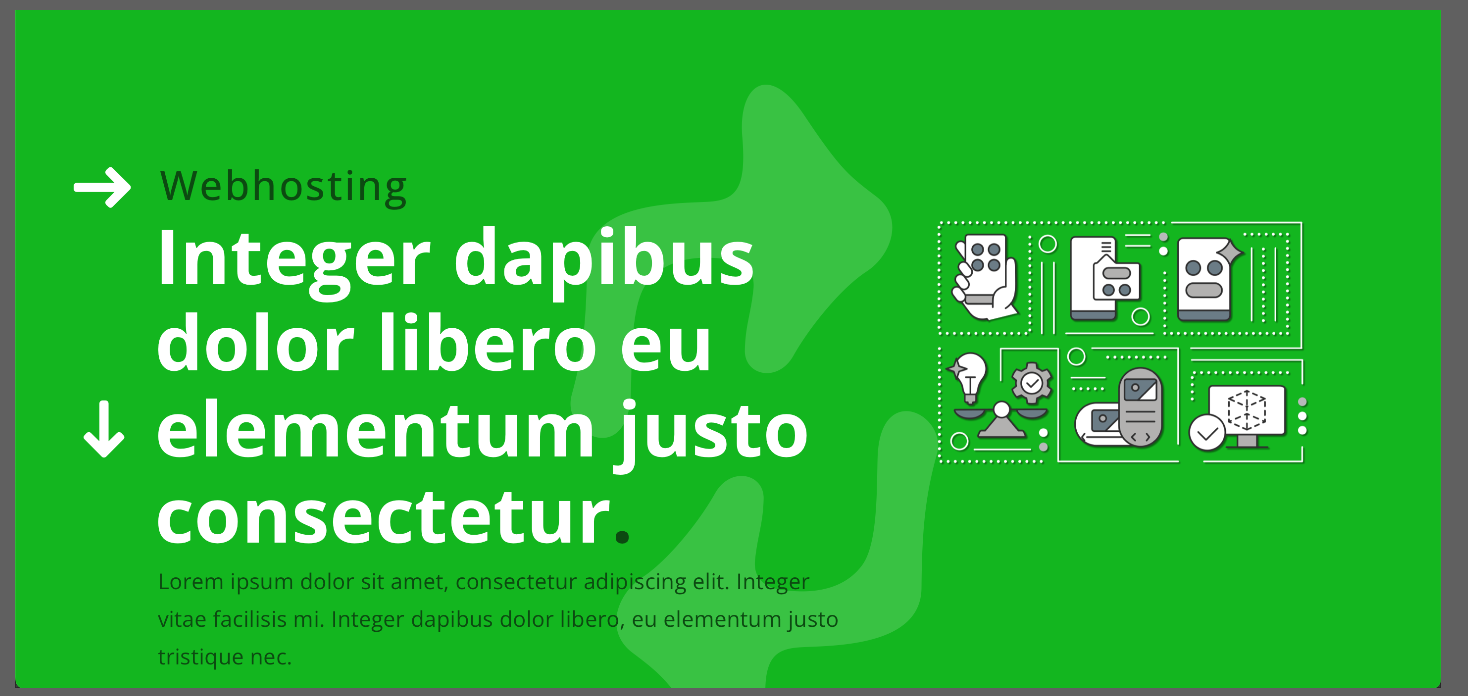 Webhosting
Integer dapibus
dolor libero eu
elementum justo
consectetur.
Lorem ipsum dolor sit amet, consectetur adipiscing elit. Integer
vitae facilisis mi. Integer dapibus dolor libero, eu elementum justo
tristique nec.